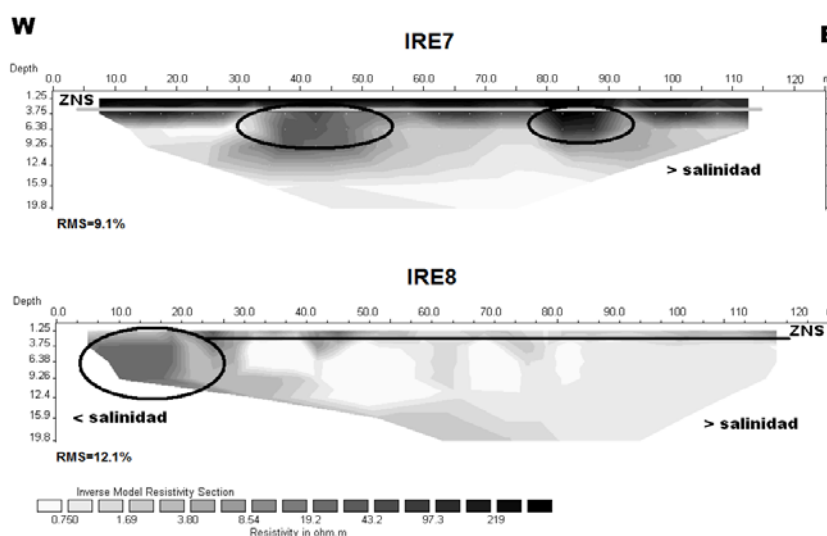 W
E
IRE7
Depth 0.0 10.0 20.0 30.0 40.0 50.0 60.0 70.0 80.0 90.0 100 110 120 m
1.25 ZNS
3.75
6.38
9.26
12.4
15.9 > salinidad
19.8
RMS=9.1%
IRE8
Depth 0.0 10.0 20.0 30.0 40.0 50.0 60.0 70.0 80.0 90.0 100 110 120
1.25 ZNS
3.75
6.38
9.26
12.4
15.9 < salinidad > salinidad
19.8
RMS=12.1%
Inverse Model Resistivity Section
0.750 1.69 3.80 8.54 19.2 43.2 97.3 219
Resistivity in ohm.m